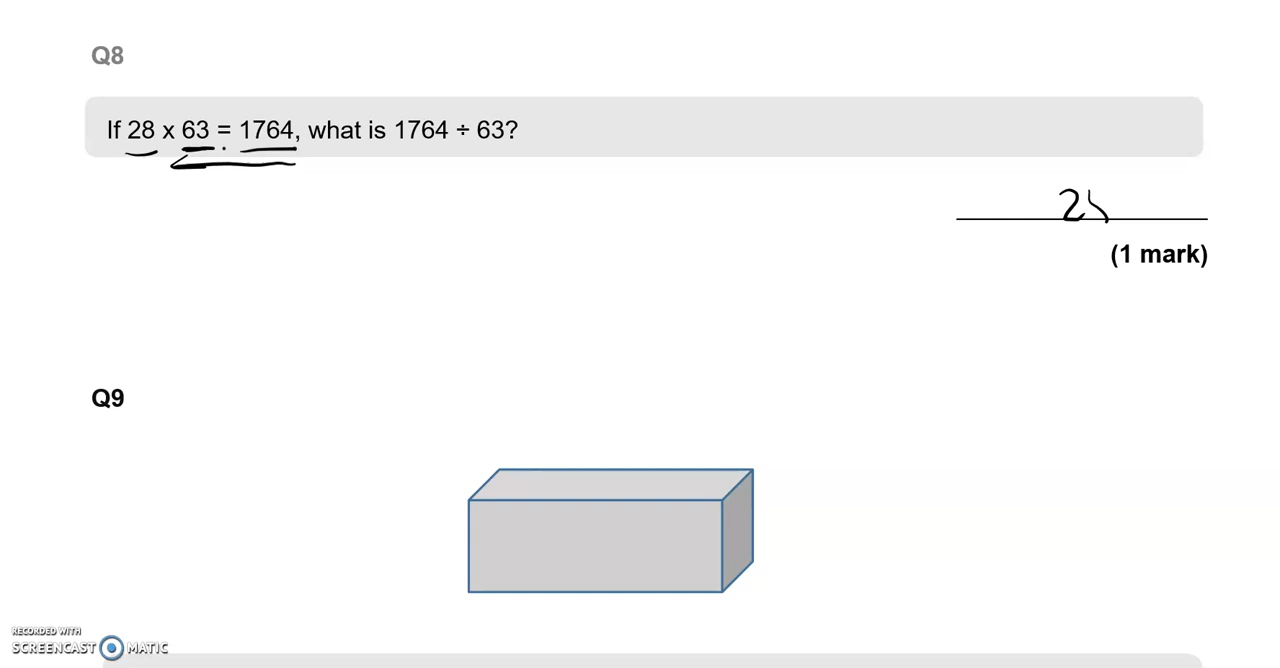 Q8
If 28 x 63 = 1764, what is 1764 ÷ 63?
(1 mark)
Q9
RECORDED WITH
SCREENCAST MATIC